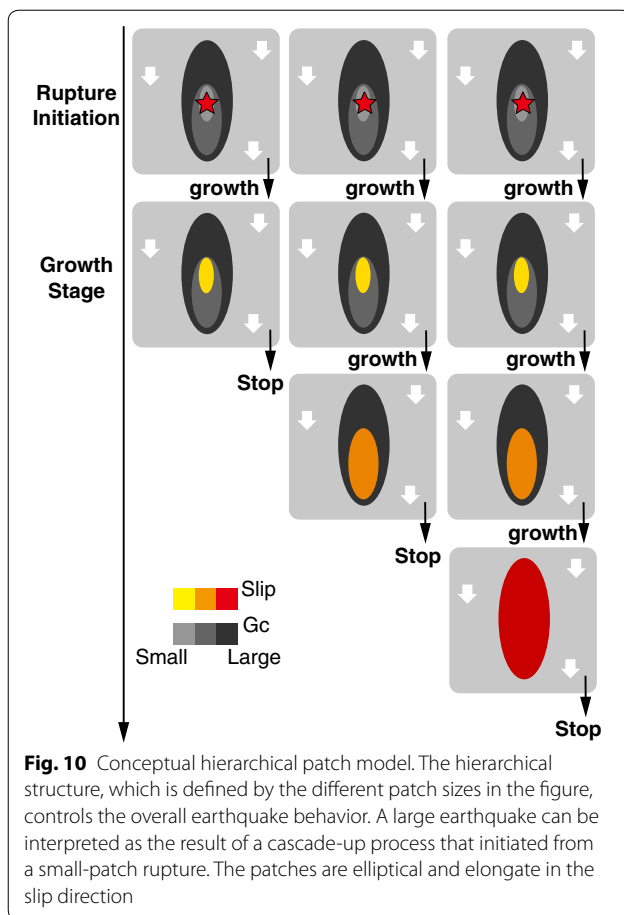 Rupture
Initiation
growth growth growth
Growth
Stage
growth growth
Stop
growth
Stop
Slip
Gc
Small Large
Stop
Fig. 10 Conceptual hierarchical patch model. The hierarchical
structure, which is defined by the different patch sizes in the figure,
controls the overall earthquake behavior. A large earthquake can be
interpreted as the result of a cascade-up process that initiated from
a small-patch rupture. The patches are elliptical and elongate in the
slip direction